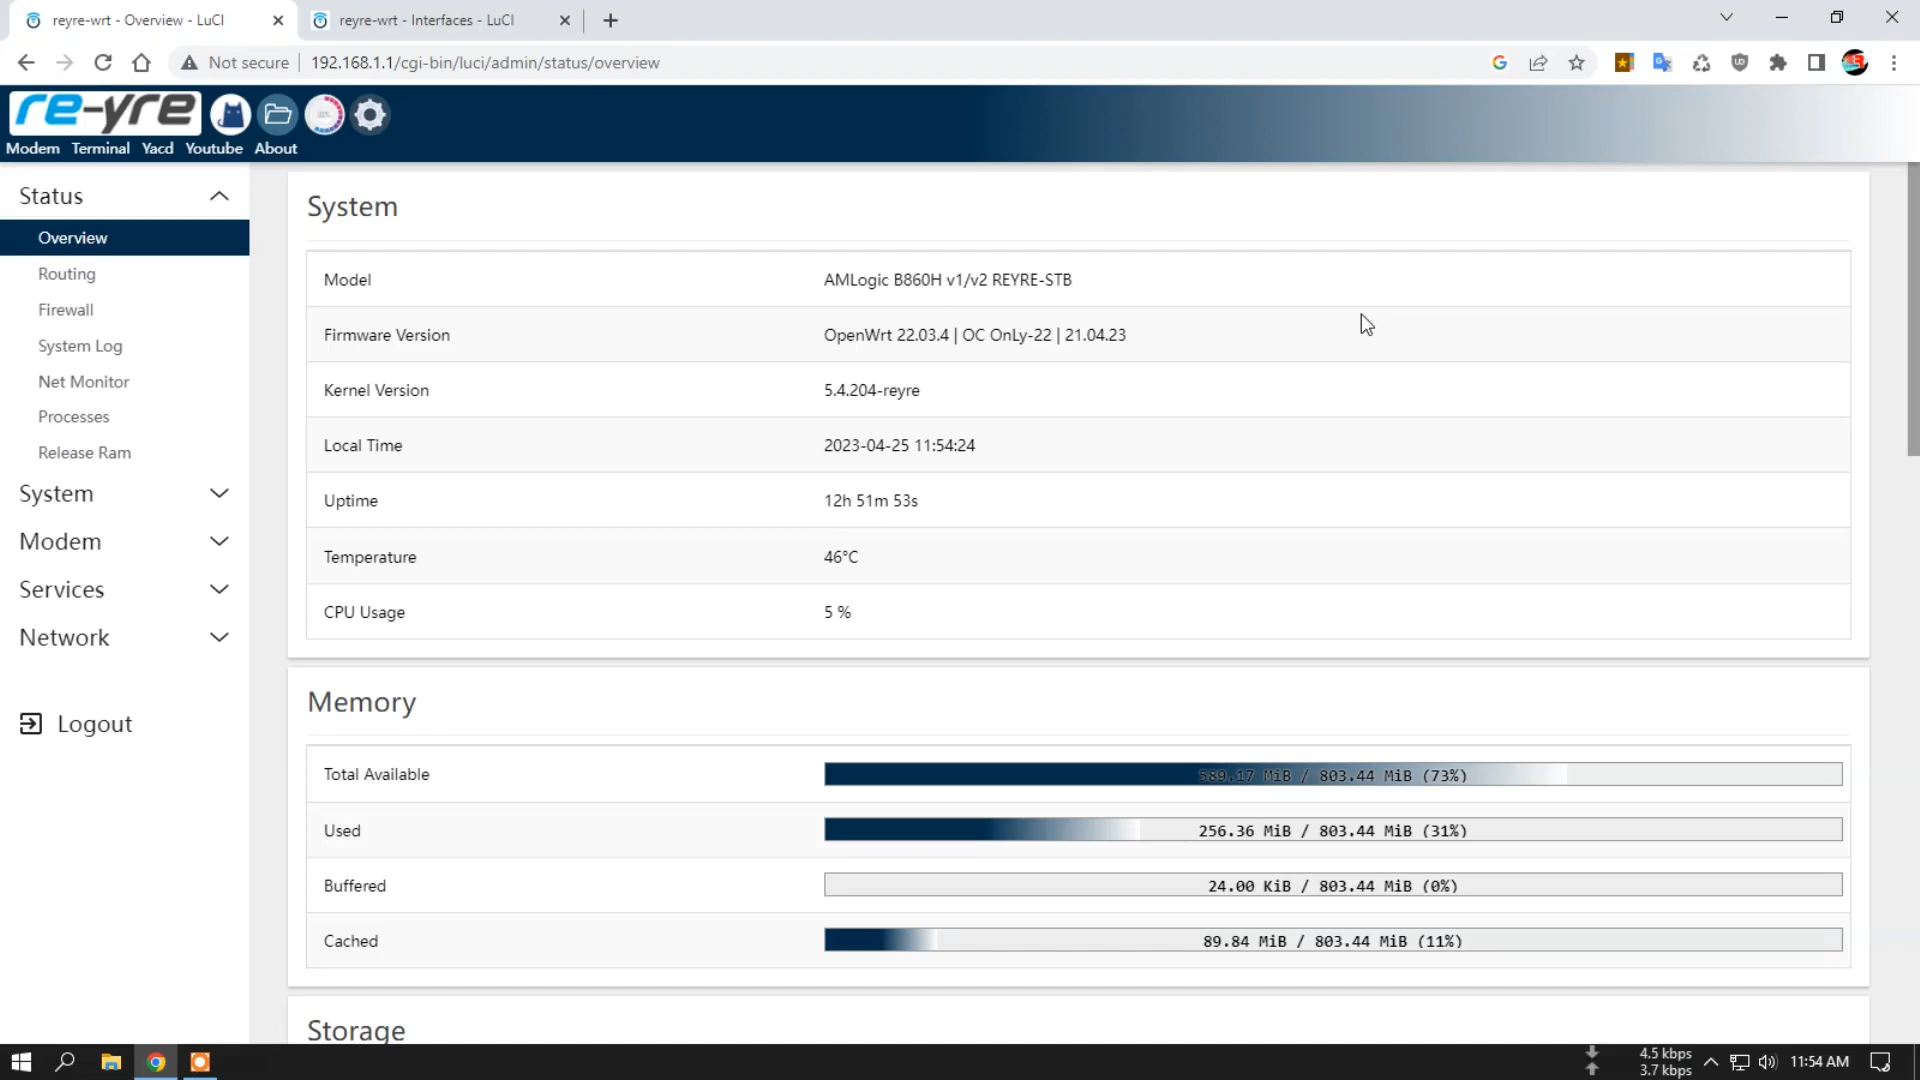 reyre-wrt - Overview - LuCI
reyre-wrt - Interfaces - LuCI
Not secure
192.168.1.1/cgi-bin/luci/admin/status/overview
re-yre
Modem Terminal Yacd Youtube About
Status
Overview
Routing
Firewall
System Log
Net Monitor
Processes
Release Ram
System
Modem
Services
Network
Logout
System
Model AMLogic B860H v1/v2 REYRE-STB
Firmware Version OpenWrt 22.03.4 | OC OnLy-22 | 21.04.23
Kernel Version 5.4.204-reyre
Local Time 2023-04-25 11:54:24
Uptime 12h 51m 53s
Temperature 46°C
CPU Usage 5 %
Memory
Total Available 589.17 MiB / 803.44 MiB (73%)
Used 256.36 MiB / 803.44 MiB (31%)
Buffered 24.00 KiB / 803.44 MiB (0%)
Cached 89.84 MiB / 803.44 MiB (11%)
Storage
4.5 kbps
3.7 kbps
11:54 AM